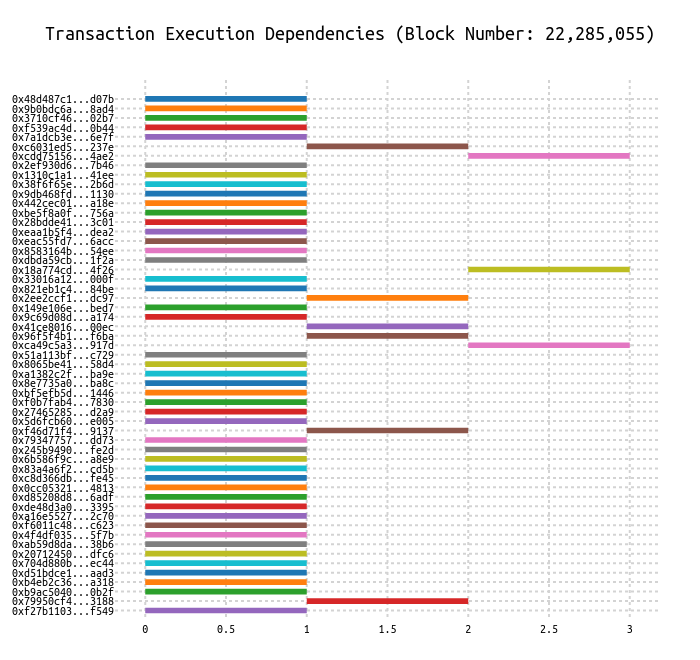 Transaction Execution Dependencies (Block Number: 22,285,055)
0x48d487c1...d07b
0x9b0bdc6a...8ad4
0x3710cf46...02b7
0xf539ac4d...0b44
0x7a1dcb3e...6e7f
0xc6031ed5...237e
0xcdd75156...4ae2
0x2ef930d6...7b46
0x1310c1a1...41ee
0x38f6f65e...2b6d
0x9db468fd...1130
0x442cec01...a18e
0xbe5f8a0f...756a
0x28bdde41...3c01
0xeaa1b5f4...dea2
0xeac55fd7...6acc
0x8583164b...54ee
0xdbda59cb...1f2a
0x18a774cd...4f26
0x33016a12...000f
0x821eb1c4...84be
0x2ee2ccf1...dc97
0x149e106e...bed7
0x9c69d08d...a174
0x41ce8016...00ec
0x96f5f4b1...f6ba
0xca49c5a3...917d
0x51a113bf...c729
0x8065be41...58d4
0xa1382c2f...ba9e
0x8e7735a0...ba8c
0xbf5efb5d...1446
0xf0b7fab4...7830
0x27465285...d2a9
0x5d6fcb60...e005
0xf46d71f4...9137
0x79347757...dd73
0x245b9490...fe2d
0x6b586f9c...a8e9
0x83a4a6f2...cd5b
0xc8d366db...fe45
0x0cc05321...4813
0xd85208d8...6adf
0xde48d3a0...3395
0xa16e5527...2c70
0xf6011c48...c623
0x4f4df035...5f7b
0xab59d8da...38b6
0x20712450...dfc6
0x704d880b...ec44
0xd51bdce1...aad3
0xb4eb2c36...a318
0xb9ac5040...0b2f
0x79950cf4...3188
0xf27b1103...f549
0 0.5 1 1.5 2 2.5 3